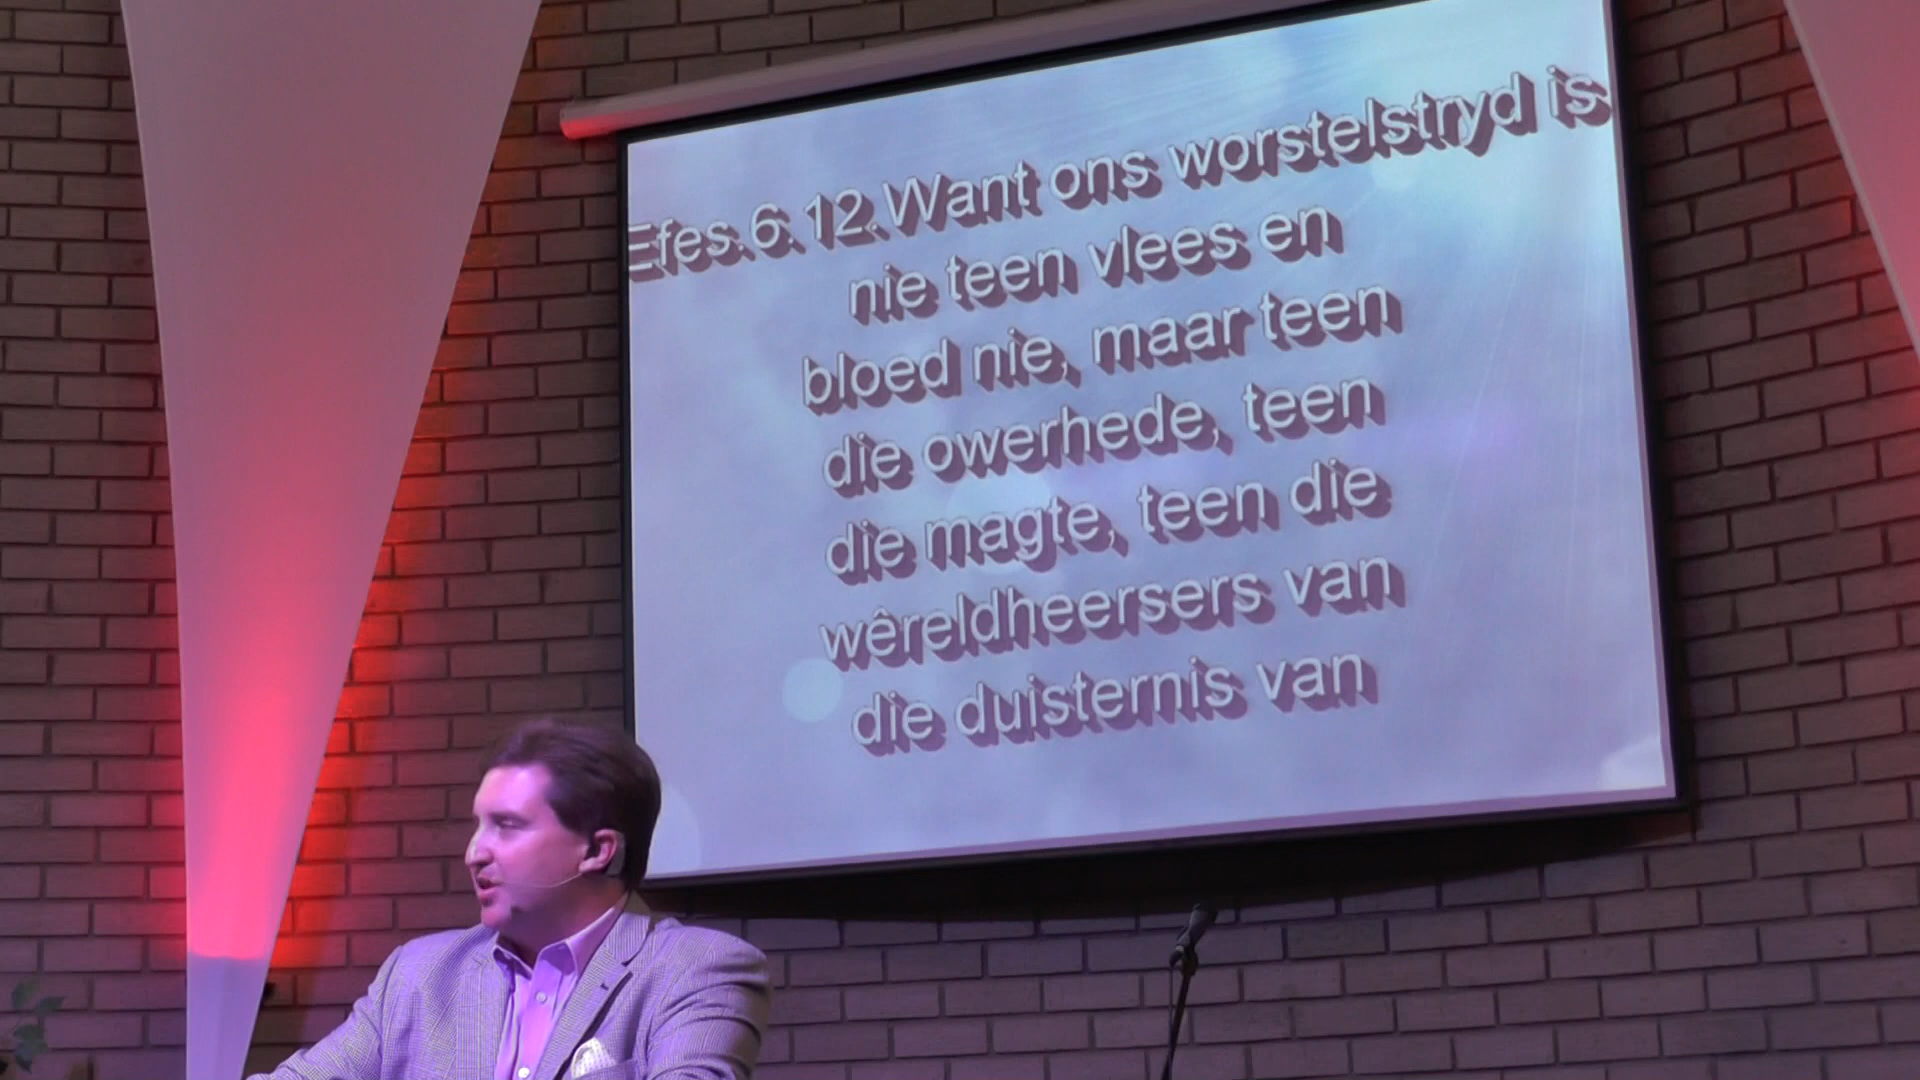 Efes.6:12.Want ons worstelstryd is
nie teen vlees en
bloed nie, maar teen
die owerhede, teen
die magte, teen die
wêreldheersers van
die duisternis van